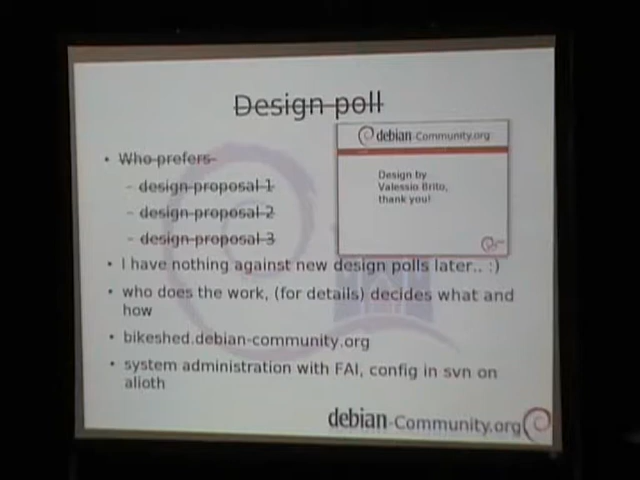 Design poll
debian-Community.org
Design by
Valessio Brito,
thank you!
• Who prefers
– design proposal 1
– design proposal 2
– design proposal 3
• I have nothing against new design polls later.. :)
• who does the work, (for details) decides what and
how
• bikeshed.debian-community.org
• system administration with FAI, config in svn on
alioth
debian-Community.org